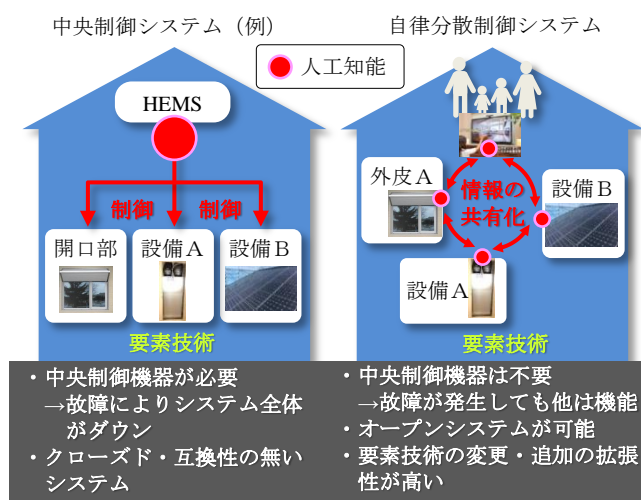 中央制御システム（例）
自律分散制御システム
人工知能
HEMS
制御
制御
開口部
設備A
設備B
要素技術
外皮A
情報の
共有化
設備B
設備A
要素技術
・中央制御機器が必要
→故障によりシステム全体
がダウン
・クローズド・互換性の無い
システム
・中央制御機器は不要
→故障が発生しても他は機能
・オープンシステムが可能
・要素技術の変更・追加の拡張
性が高い